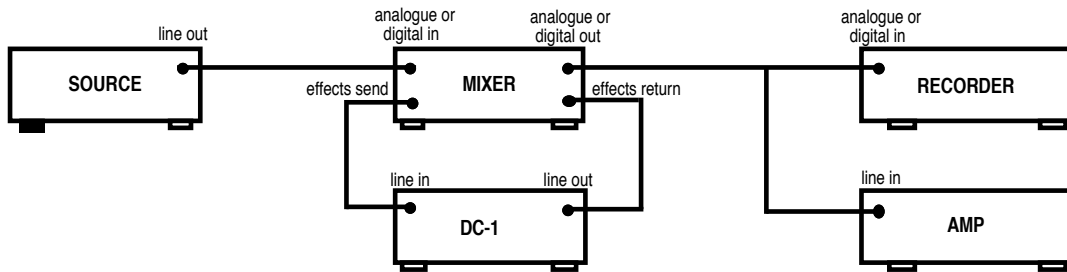 line out
SOURCE
analogue or
digital in
effects send
MIXER
analogue or
digital out
effects return
analogue or
digital in
RECORDER
line in
line out
DC-1
line in
AMP